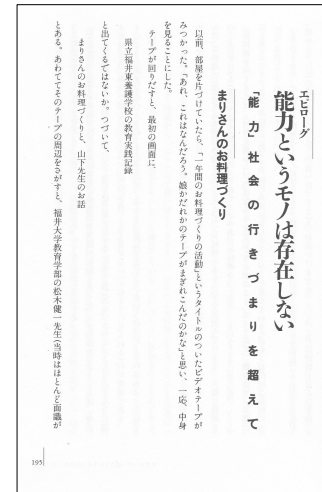 エピローグ
能力というモノは存在しない
「能力」社会の行きづまりを超えて
まりさんのお料理づくり
以前、部屋を片づけていたら、「一年間のお料理づくりの活動」というタイトルのついたビデオテープが
みつかった。「あれ、これはなんだろう。娘かだれかのテープがまぎれこんだのかな」と思い、一応、中身
を見ることにした。
テープが回りだすと、最初の画面に、
県立福井東養護学校の教育実践記録
と出てくるではないか。つづいて、
まりさんのお料理づくりと、山下先生のお話
とある。あわててそのテープの周辺をさがすと、福井大学教育学部の松木健一先生(当時はほとんど面識が
195